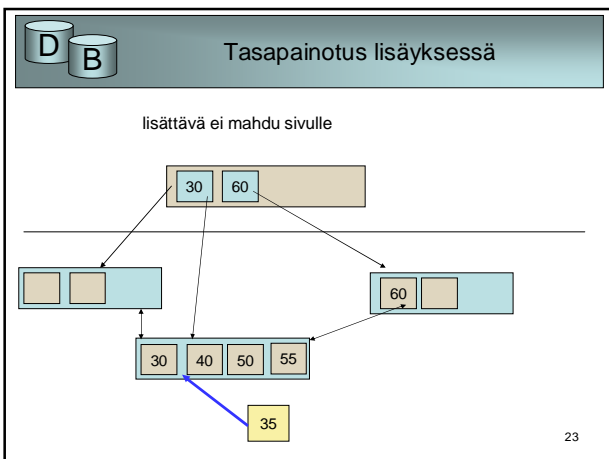 D
B
Tasapainotus lisäyksessä
lisättävä ei mahdu sivulle
30 60
60
30 40 50 55
35
23